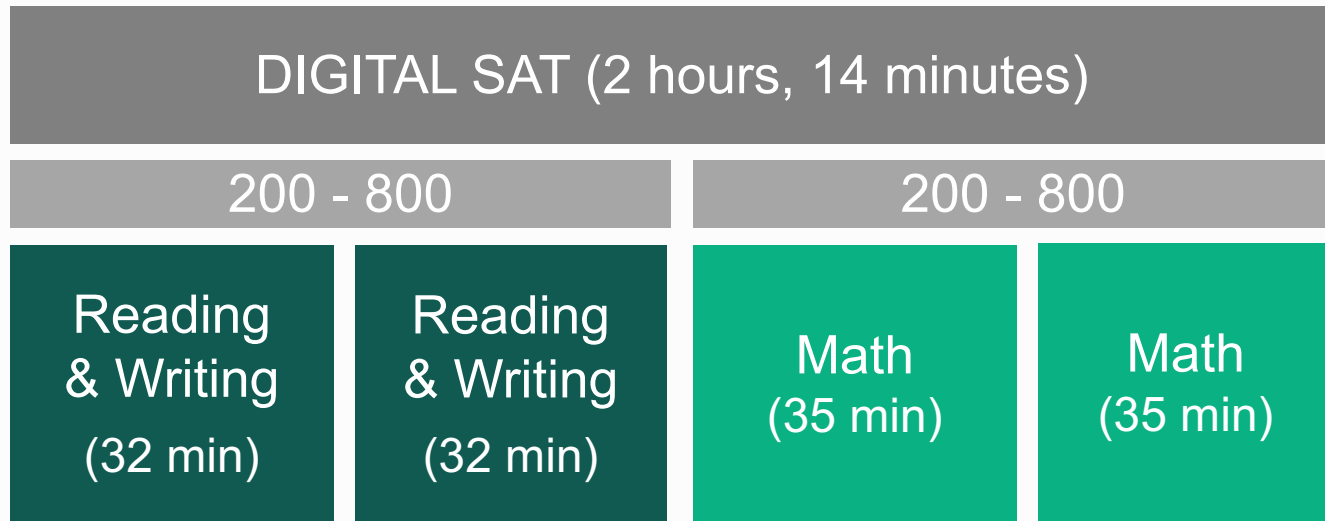 DIGITAL SAT (2 hours, 14 minutes)
200 - 800
200 - 800
Reading
& Writing
(32 min)
Reading
& Writing
(32 min)
Math
(35 min)
Math
(35 min)